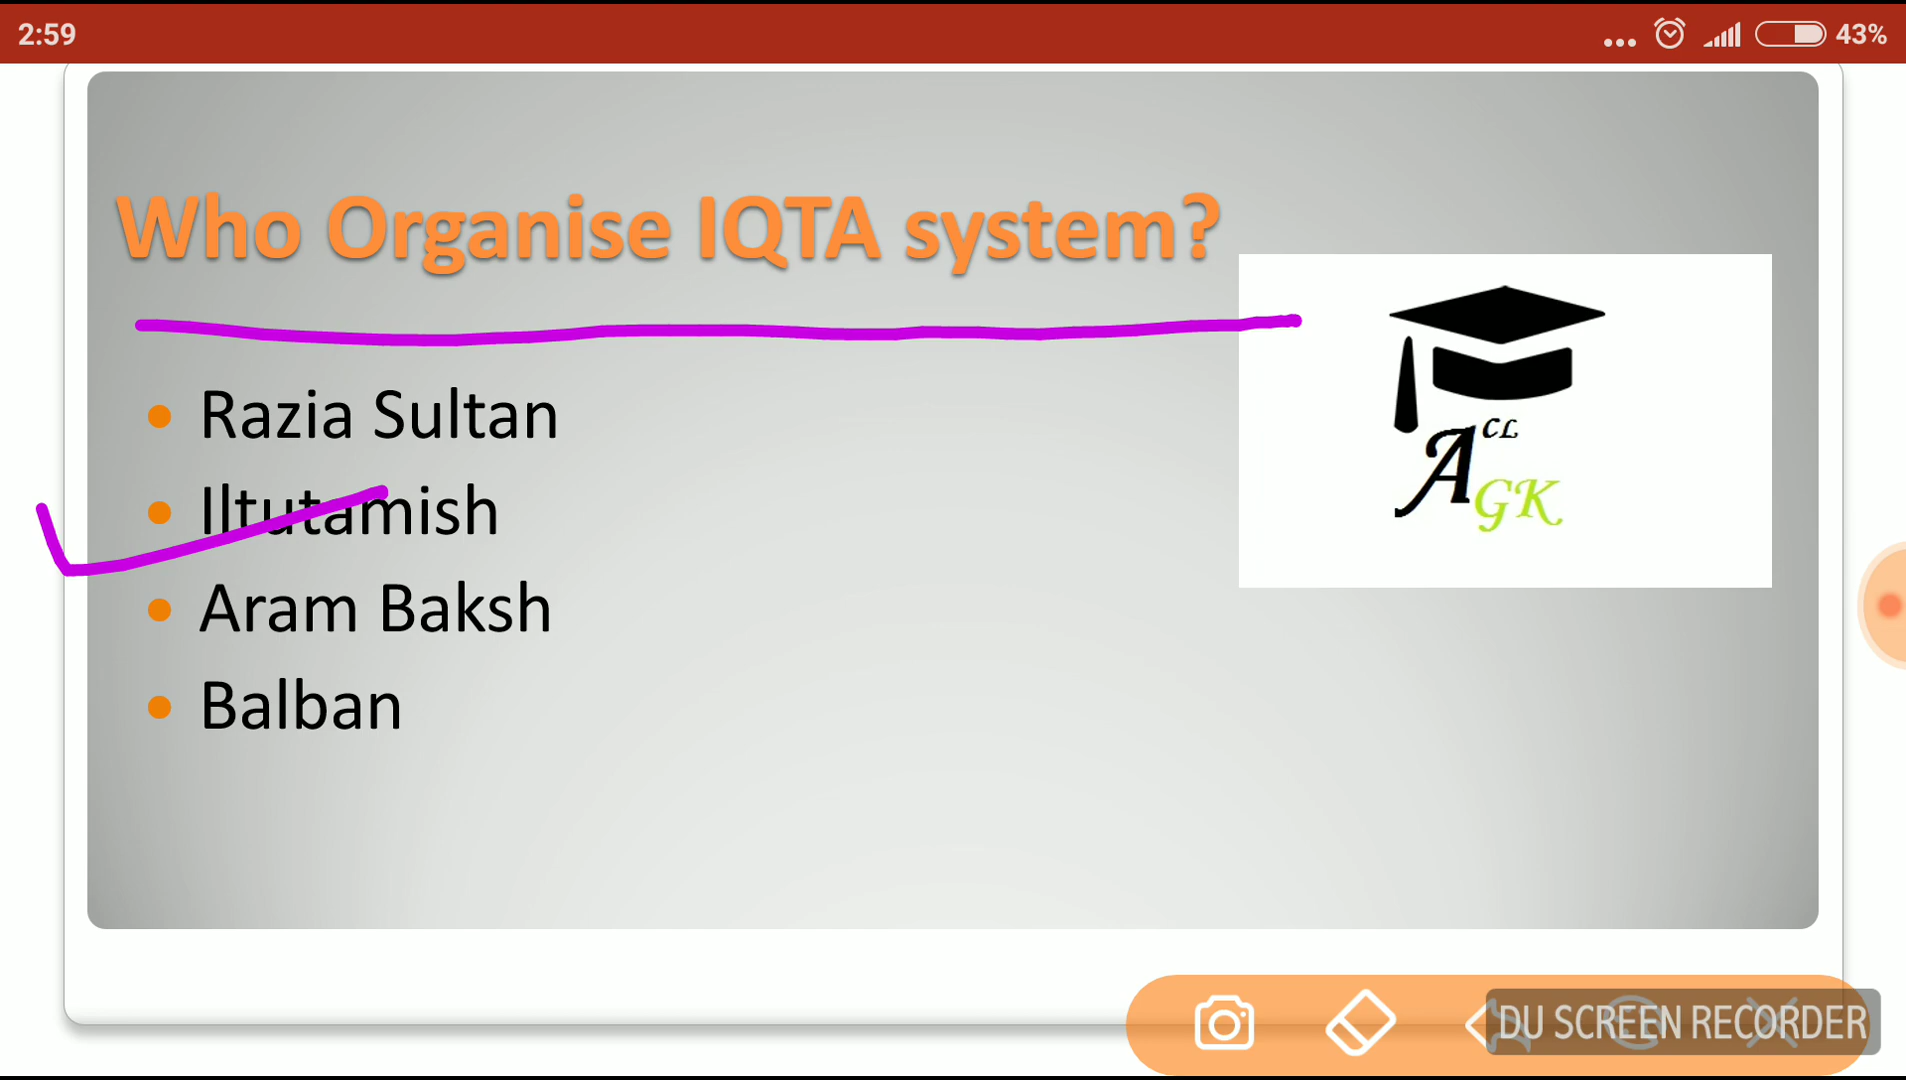 2:59
43%
Who Organise IQTA system?
Razia Sultan
Iltutamish
Aram Baksh
Balban
A CL
GK
DU SCREEN RECORDER